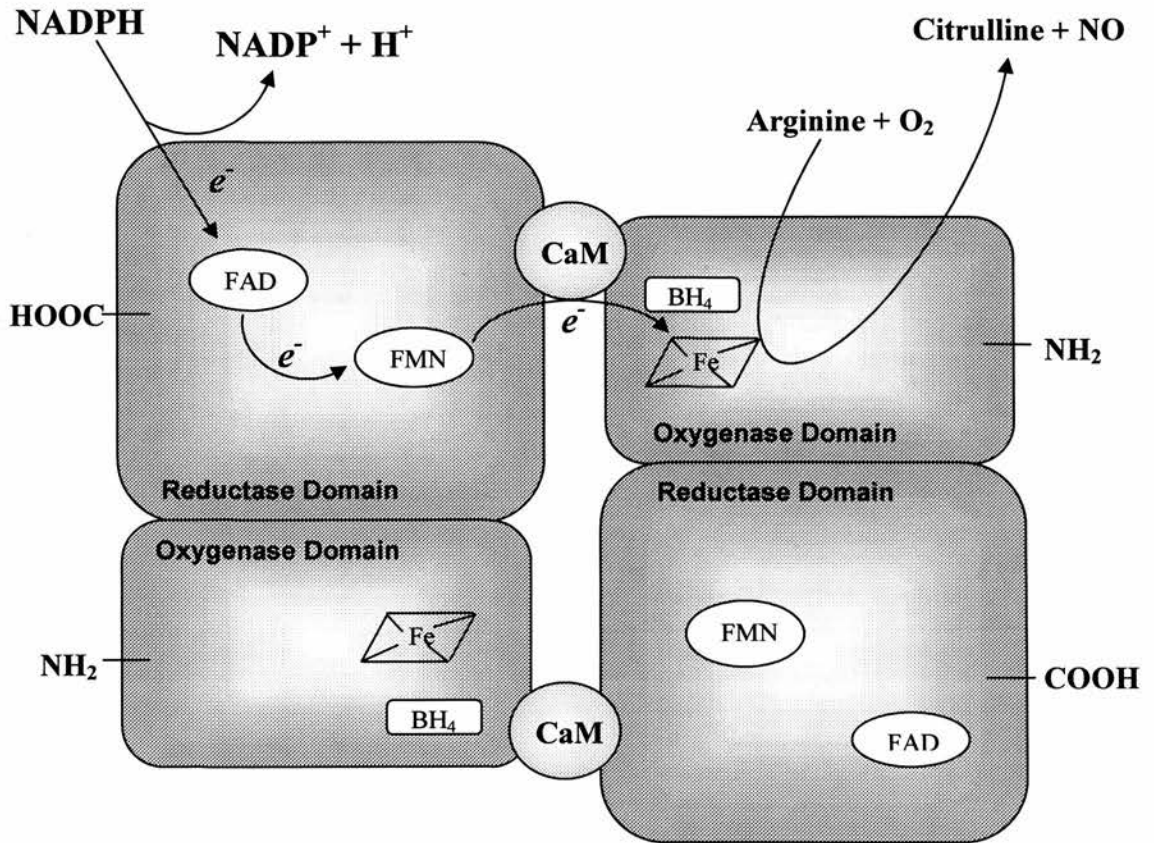 NADPH
NADP⁺ + H⁺
Citrulline + NO
Arginine + O₂
e⁻
CaM
FAD
BH₄
HOOC
e⁻
NH₂
e⁻
FMN
Fe
Oxygenase Domain
Reductase Domain
Reductase Domain
Oxygenase Domain
Fe
FMN
NH₂
COOH
BH₄
CaM
FAD